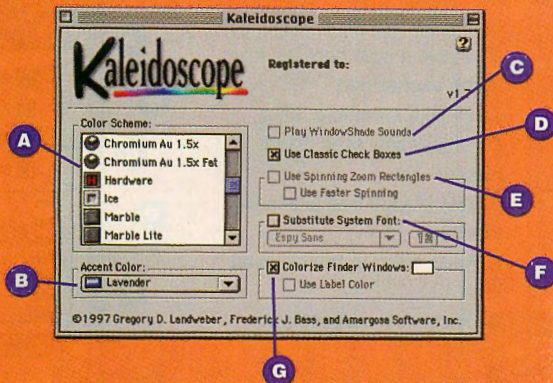 Kaleidoscope
Kaleidoscope
Registered to:
?
v1.7
C
Color Scheme:
Play WindowShade Sounds
D
A
Chromium Au 1.5x
Use Classic Check Boxes
Chromium Au 1.5x Fat
Use Spinning Zoom Rectangles
E
Hardware
Use Faster Spinning
Ice
Marble
Substitute System Font:
F
Marble Lite
Espy Sans
12
Accent Color:
Colorize Finder Windows:
B
Lavender
Use Label Color
©1997 Gregory D. Landweber, Frederick J. Bass, and Amargosa Software, Inc.
G